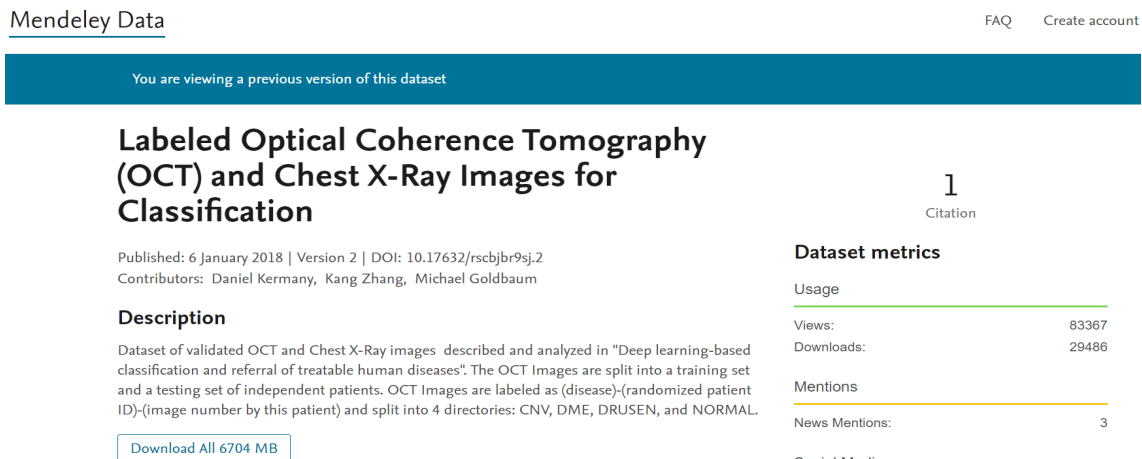 Mendeley Data
FAQ Create account
You are viewing a previous version of this dataset
Labeled Optical Coherence Tomography
(OCT) and Chest X-Ray Images for
Classification
Published: 6 January 2018 | Version 2 | DOI: 10.17632/rscbjbr9sj.2
Contributors: Daniel Kermany, Kang Zhang, Michael Goldbaum
Description
Dataset of validated OCT and Chest X-Ray images described and analyzed in "Deep learning-based
classification and referral of treatable human diseases". The OCT Images are split into a training set
and a testing set of independent patients. OCT Images are labeled as (disease)-(randomized patient
ID)-(image number by this patient) and split into 4 directories: CNV, DME, DRUSEN, and NORMAL.
Download All 6704 MB
1
Citation
Dataset metrics
Usage
Views: 83367
Downloads: 29486
Mentions
News Mentions: 3